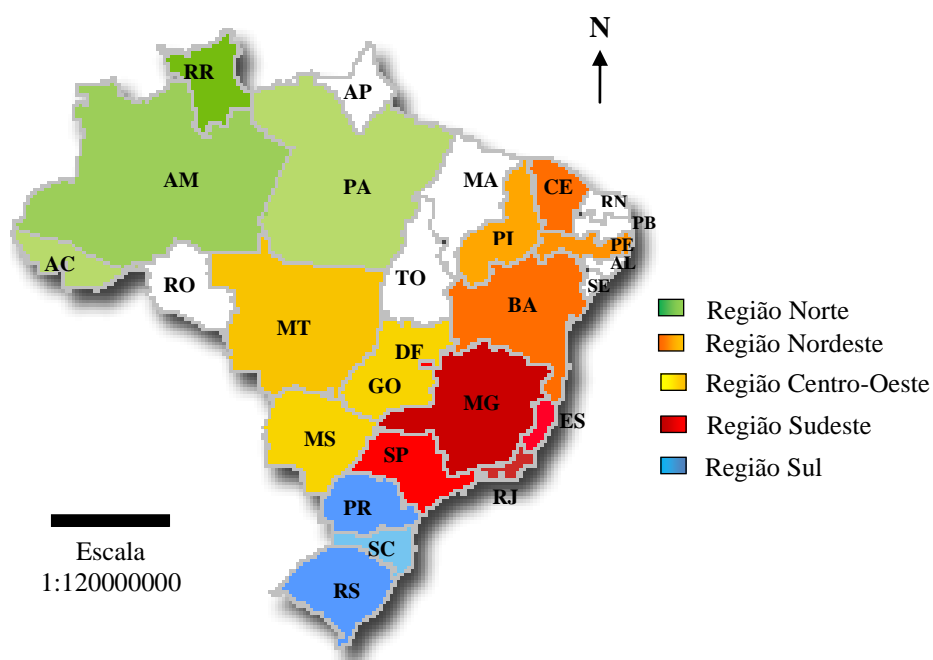 N
RR
AP
AM
PA
MA
CE
RN
PB
PI
PE
AL
AC
RO
TO
SE
BA
MT
DF
GO
MG
ES
MS
SP
RJ
PR
SC
RS
Região Norte
Região Nordeste
Região Centro-Oeste
Região Sudeste
Região Sul
Escala
1:120000000